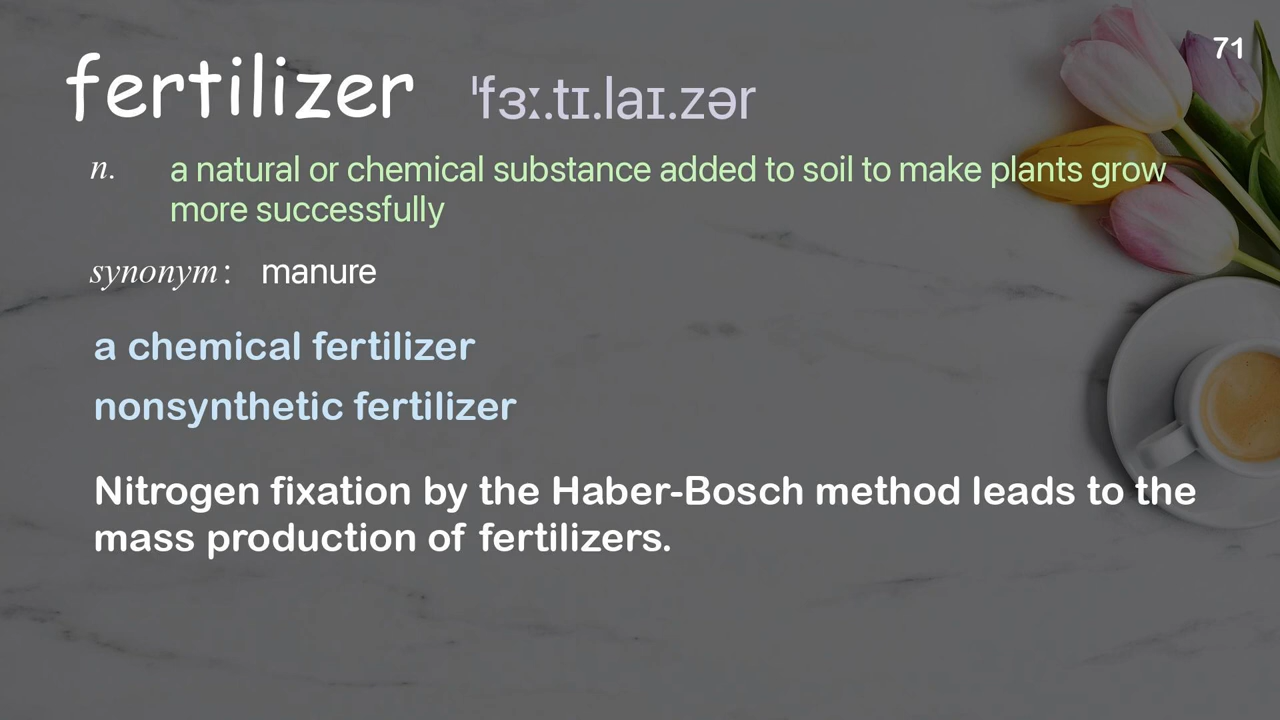 71
fertilizer ˈfɜː.tɪ.laɪ.zər
n. a natural or chemical substance added to soil to make plants grow
more successfully
synonym: manure
a chemical fertilizer
nonsynthetic fertilizer
Nitrogen fixation by the Haber-Bosch method leads to the
mass production of fertilizers.